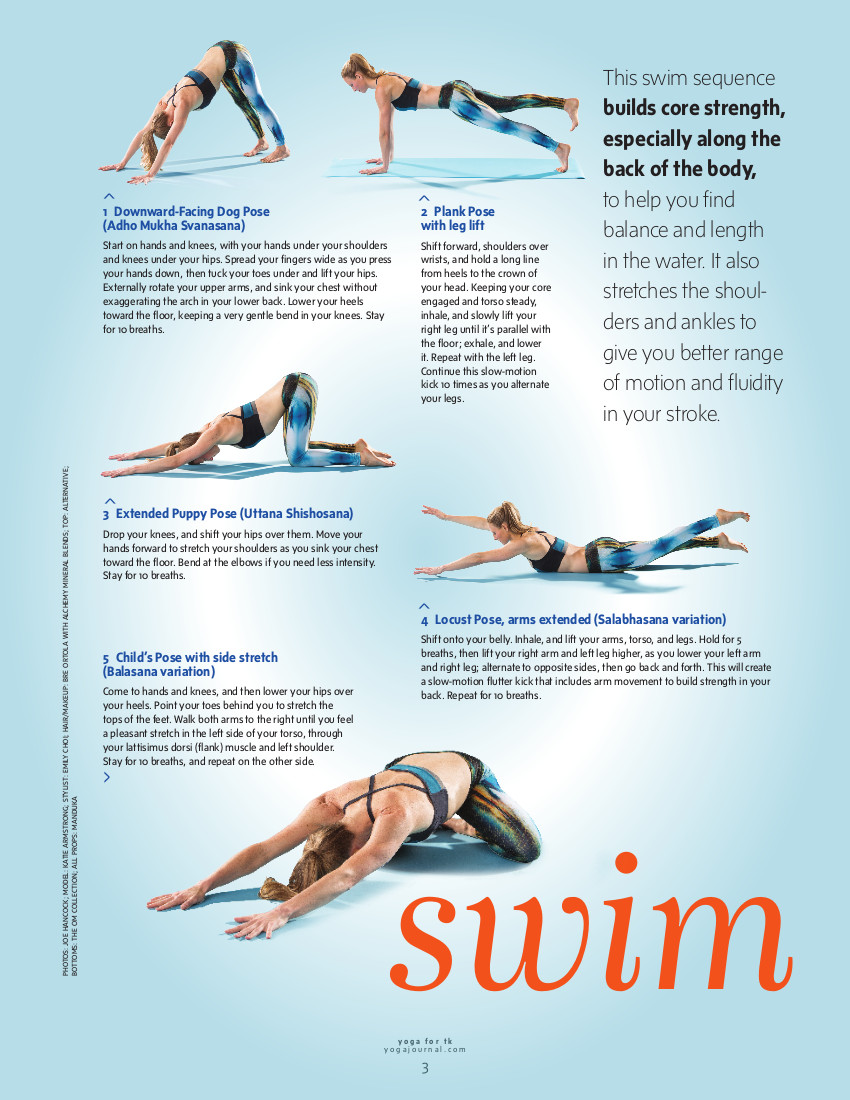 This swim sequence
builds core strength,
especially along the
back of the body,
to help you find
balance and length
in the water. It also
stretches the shoul-
ders and ankles to
give you better range
of motion and fluidity
in your stroke.
1 Downward-Facing Dog Pose
(Adho Mukha Svanasana)
Start on hands and knees, with your hands under your shoulders
and knees under your hips. Spread your fingers wide as you press
your hands down, then tuck your toes under and lift your hips.
Externally rotate your upper arms, and sink your chest without
exaggerating the arch in your lower back. Lower your heels
toward the floor, keeping a very gentle bend in your knees. Stay
for 10 breaths.
2 Plank Pose
with leg lift
Shift forward, shoulders over
wrists, and hold a long line
from heels to the crown of
your head. Keeping your core
engaged and torso steady,
inhale, and slowly lift your
right leg until it's parallel with
the floor; exhale, and lower
it. Repeat with the left leg.
Continue this slow-motion
kick 10 times as you alternate
your legs.
3 Extended Puppy Pose (Uttana Shishosana)
Drop your knees, and shift your hips over them. Move your
hands forward to stretch your shoulders as you sink your chest
toward the floor. Bend at the elbows if you need less intensity.
Stay for 10 breaths.
4 Locust Pose, arms extended (Salabhasana variation)
Shift onto your belly. Inhale, and lift your arms, torso, and legs. Hold for 5
breaths, then lift your right arm and left leg higher, as you lower your left arm
and right leg; alternate to opposite sides, then go back and forth. This will create
a slow-motion flutter kick that includes arm movement to build strength in your
back. Repeat for 10 breaths.
5 Child's Pose with side stretch
(Balasana variation)
Come to hands and knees, and then lower your hips over
your heels. Point your toes behind you to stretch the
tops of the feet. Walk both arms to the right until you feel
a pleasant stretch in the left side of your torso, through
your lattisimus dorsi (flank) muscle and left shoulder.
Stay for 10 breaths, and repeat on the other side.
swim
PHOTOS: JOE HANCOCK; MODEL: KATIE ARMSTRONG; STYLIST: EMILY CHOI; HAIR/MAKEUP: BRE ORTOLA WITH ALCHEMY MINERAL BLENDS; TOP: ALTERNATIVE;
BOTTOMS: THE OM COLLECTION; ALL PROPS: MANDUKA
yoga for tk
yogajournal.com
3